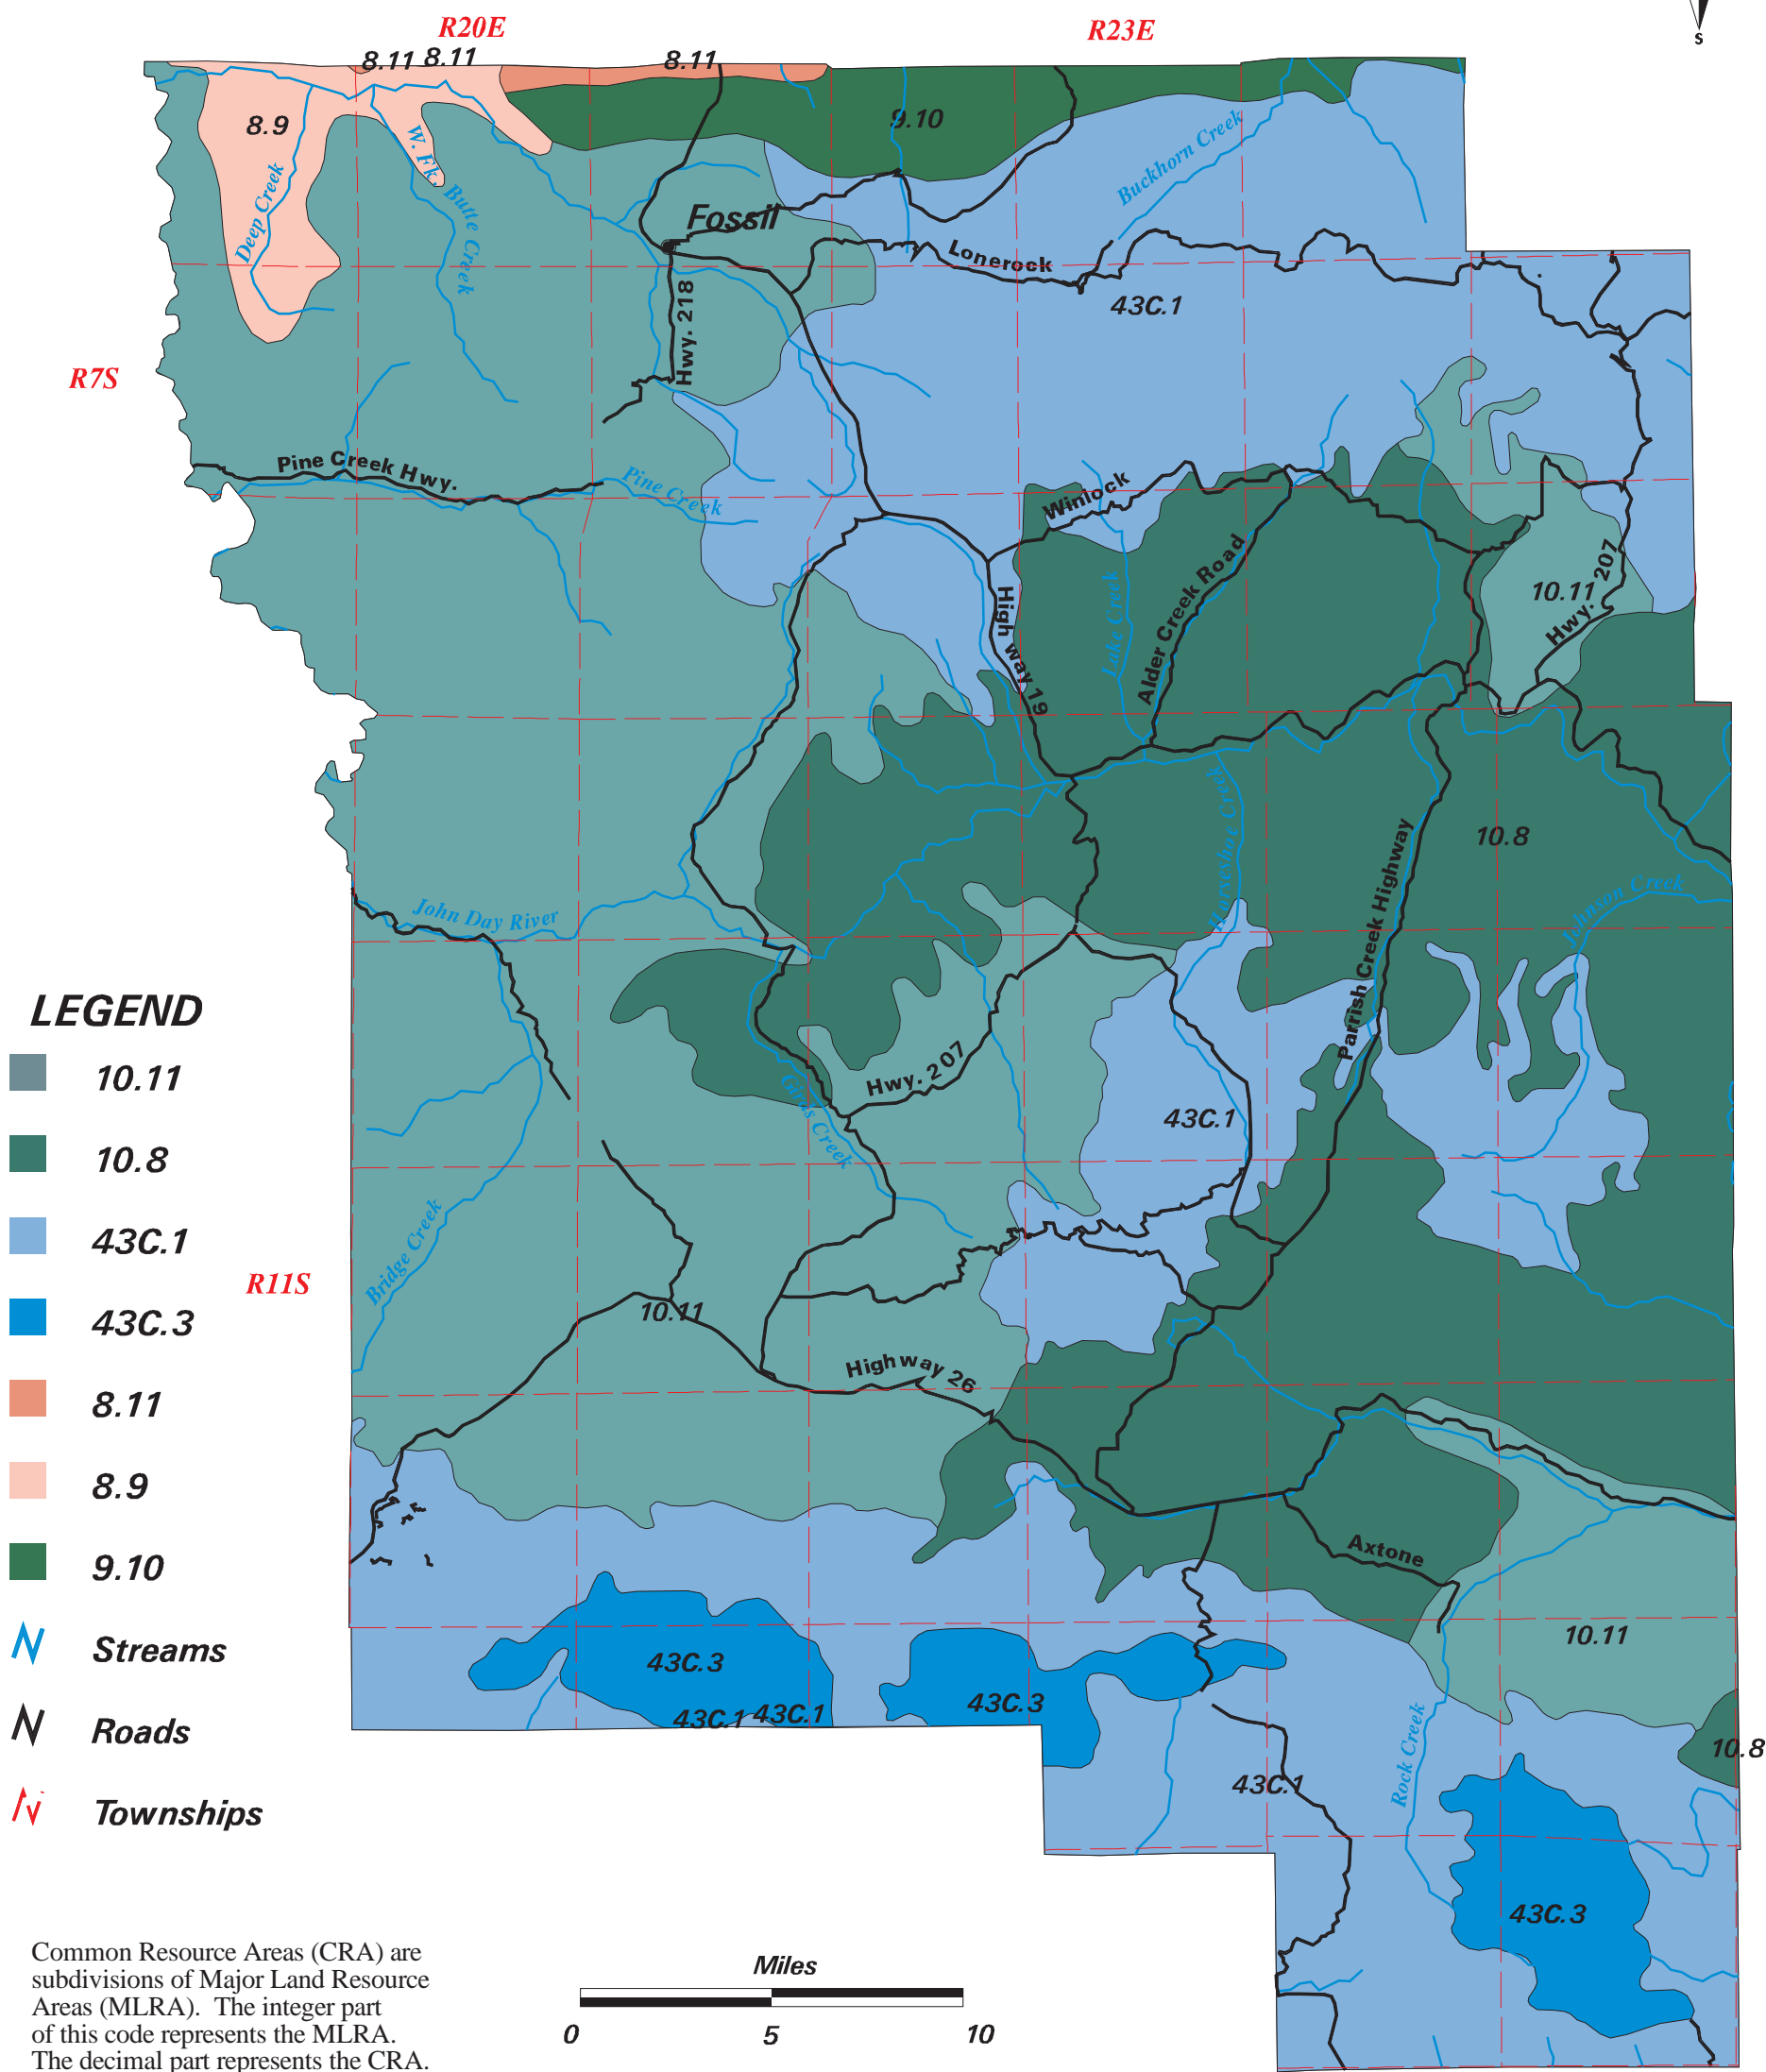 R20E
R23E
S
8.11
8.11
8.11
8.9
9.10
W. Fk.
Butte Creek
Deep Creek
Buckhorn Creek
Fossil
Lonerock
43C.1
Hwy. 218
R7S
Pine Creek Hwy.
Pine Creek
Winlock
Lake Creek
Alder Creek Road
High way 19
10.11
Hwy. 207
Horseshoe Creek
Parrish Creek Highway
10.8
Johnson Creek
John Day River
Hwy. 207
Girds Creek
43C.1
Bridge Creek
R11S
10.11
Highway 26
Axtone
10.11
43C.3
43C.1
43C.1
43C.3
43C.1
Rock Creek
10.8
43C.3
LEGEND
10.11
10.8
43C.1
43C.3
8.11
8.9
9.10
Streams
Roads
Townships
Common Resource Areas (CRA) are
subdivisions of Major Land Resource
Areas (MLRA). The integer part
of this code represents the MLRA.
The decimal part represents the CRA.
Miles
0 5 10